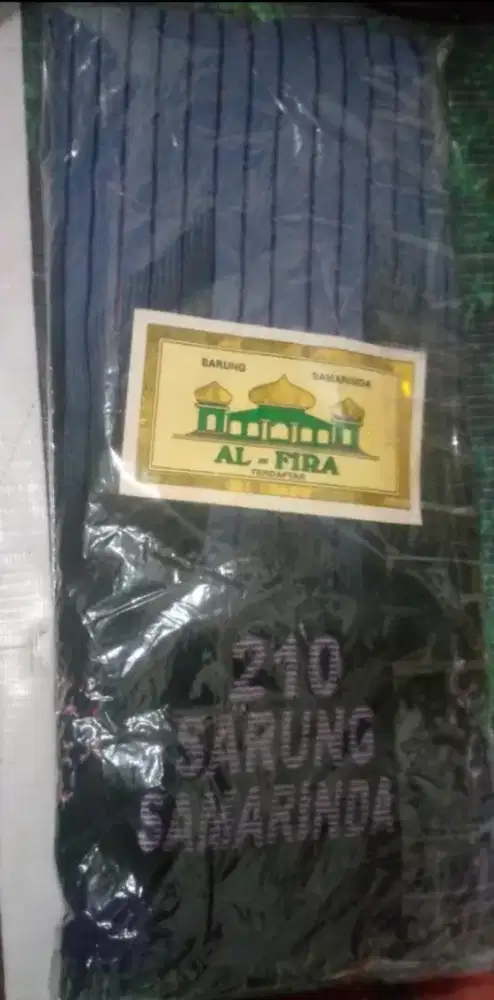 SARUNG SAMARINDA
AL - FIRA
TERDAFTAR
210
SARUNG
SAMARINDA